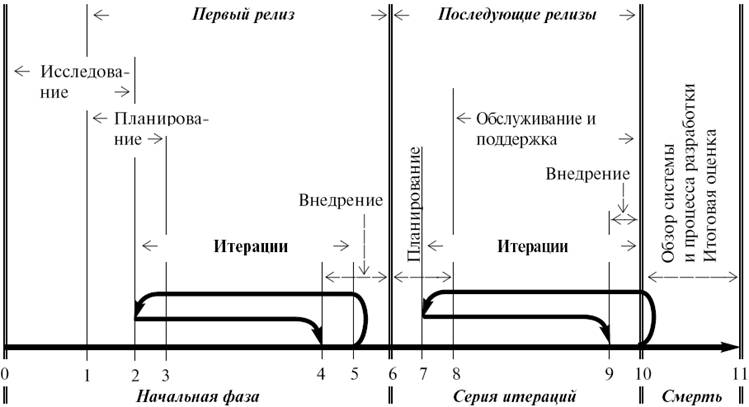 Первый релиз
Последующие релизы
Исследова-
ние
Планирова-
ние
Обслуживание и
поддержка
Внедрение
Внедрение
Планирование
Обзор системы
и процесса разработки
Итоговая оценка
Итерации
Итерации
0 1 2 3 4 5 6 7 8 9 10 11
Начальная фаза
Серия итераций
Смерть